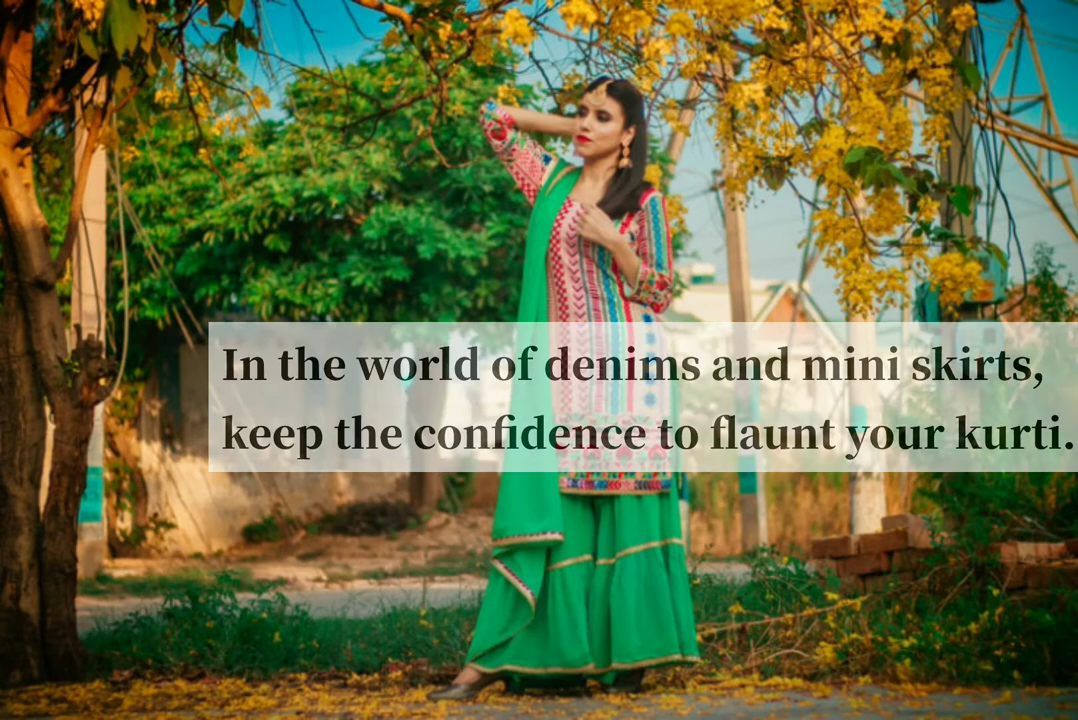 In the world of denims and mini skirts,
keep the confidence to flaunt your kurti.